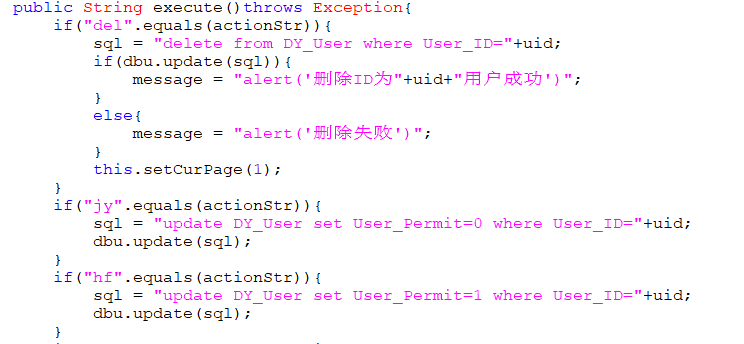 public String execute()throws Exception{
if("del".equals(actionStr)){
sql = "delete from DY_User where User_ID="+uid;
if(dbu.update(sql)){
message = "alert('删除ID为"+uid+"用户成功')";
}
else{
message = "alert('删除失败')";
}
this.setCurPage(1);
}
if("jy".equals(actionStr)){
sql = "update DY_User set User_Permit=0 where User_ID="+uid;
dbu.update(sql);
}
if("hf".equals(actionStr)){
sql = "update DY_User set User_Permit=1 where User_ID="+uid;
dbu.update(sql);
}